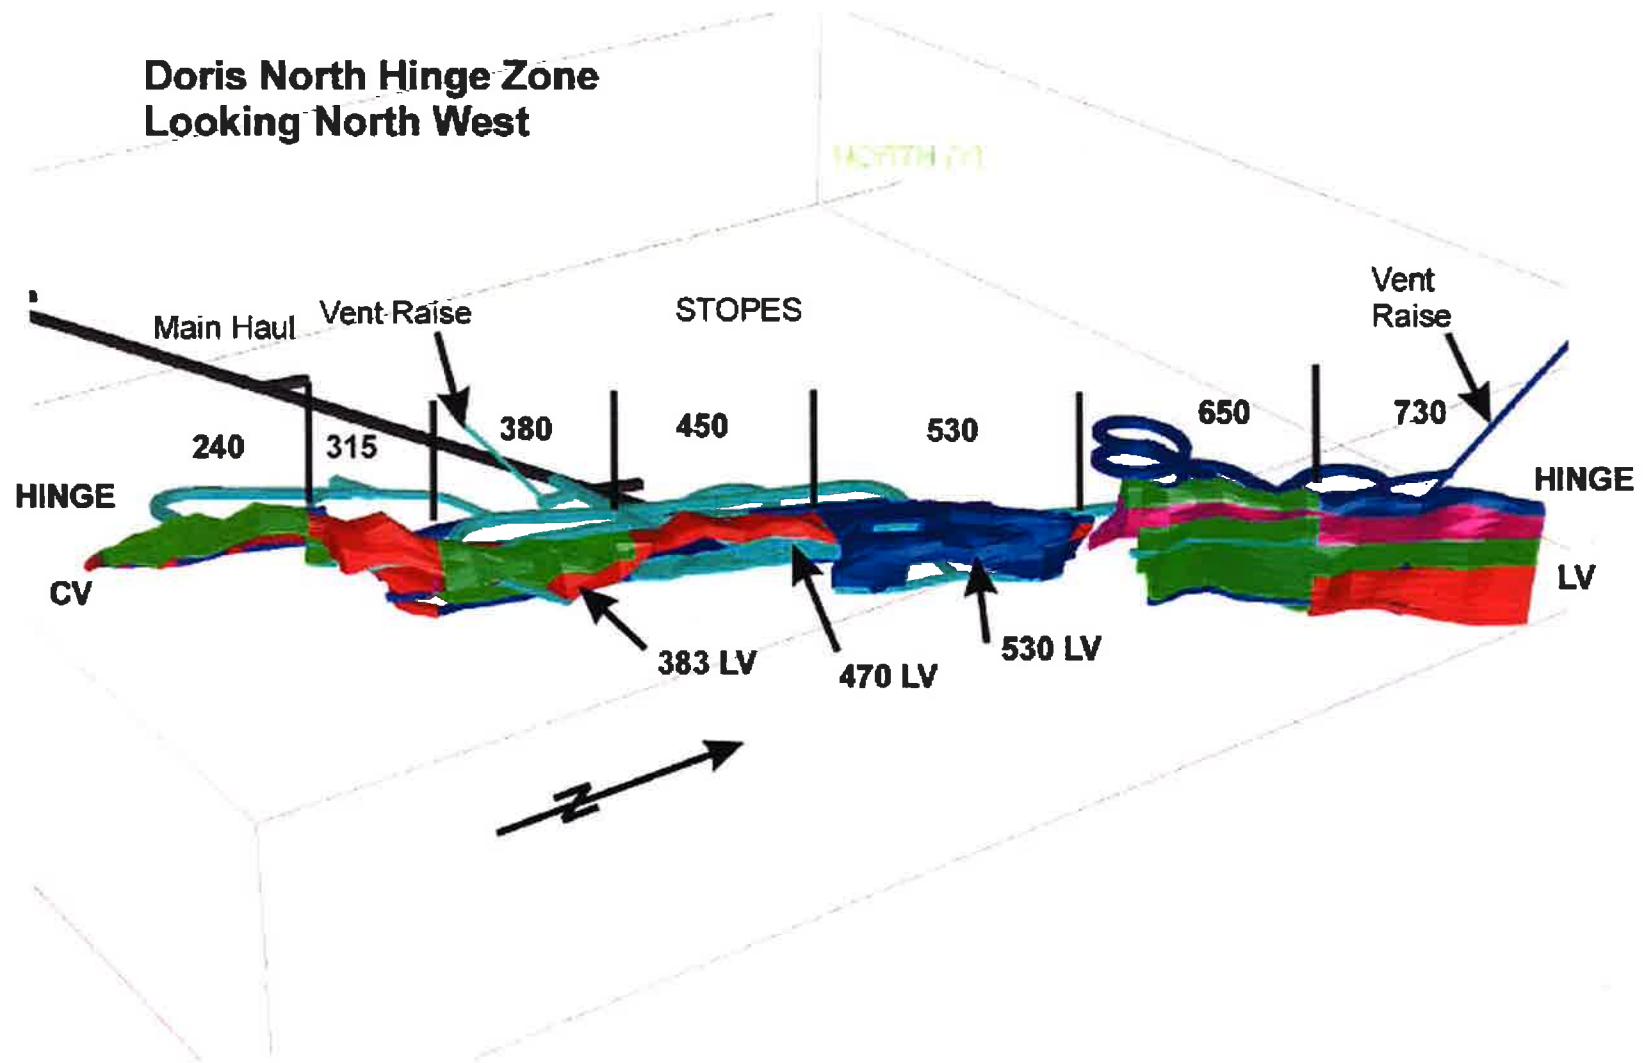 Doris North Hinge Zone
Looking North West
Vent
Raise
Main Haul
Vent Raise
STOPES
240
315
380
450
530
650
730
HINGE
HINGE
CV
LV
383 LV
470 LV
530 LV
N